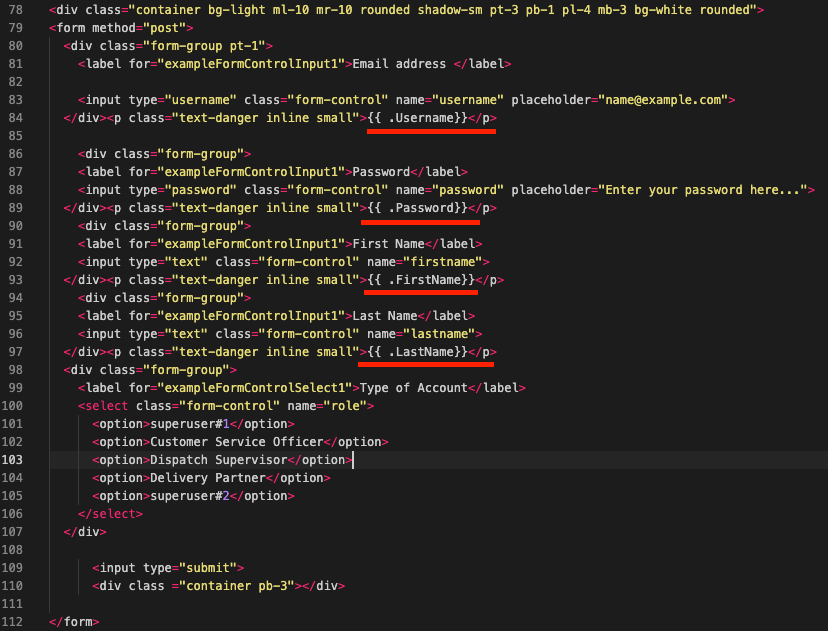 78 <div class="container bg-light ml-10 mr-10 rounded shadow-sm pt-3 pb-1 pl-4 mb-3 bg-white rounded">
79 <form method="post">
80 <div class="form-group pt-1">
81 <label for="exampleFormControlInput1">Email address </label>
82
83 <input type="username" class="form-control" name="username" placeholder="name@example.com">
84 </div><p class="text-danger inline small">{{ .Username}}</p>
85
86 <div class="form-group">
87 <label for="exampleFormControlInput1">Password</label>
88 <input type="password" class="form-control" name="password" placeholder="Enter your password here...">
89 </div><p class="text-danger inline small">{{ .Password}}</p>
90 <div class="form-group">
91 <label for="exampleFormControlInput1">First Name</label>
92 <input type="text" class="form-control" name="firstname">
93 </div><p class="text-danger inline small">{{ .FirstName}}</p>
94 <div class="form-group">
95 <label for="exampleFormControlInput1">Last Name</label>
96 <input type="text" class="form-control" name="lastname">
97 </div><p class="text-danger inline small">{{ .LastName}}</p>
98 <div class="form-group">
99 <label for="exampleFormControlSelect1">Type of Account</label>
100 <select class="form-control" name="role">
101 <option>superuser#1</option>
102 <option>Customer Service Officer</option>
103 <option>Dispatch Supervisor</option>
104 <option>Delivery Partner</option>
105 <option>superuser#2</option>
106 </select>
107 </div>
108
109 <input type="submit">
110 <div class ="container pb-3"></div>
111
112 </form>